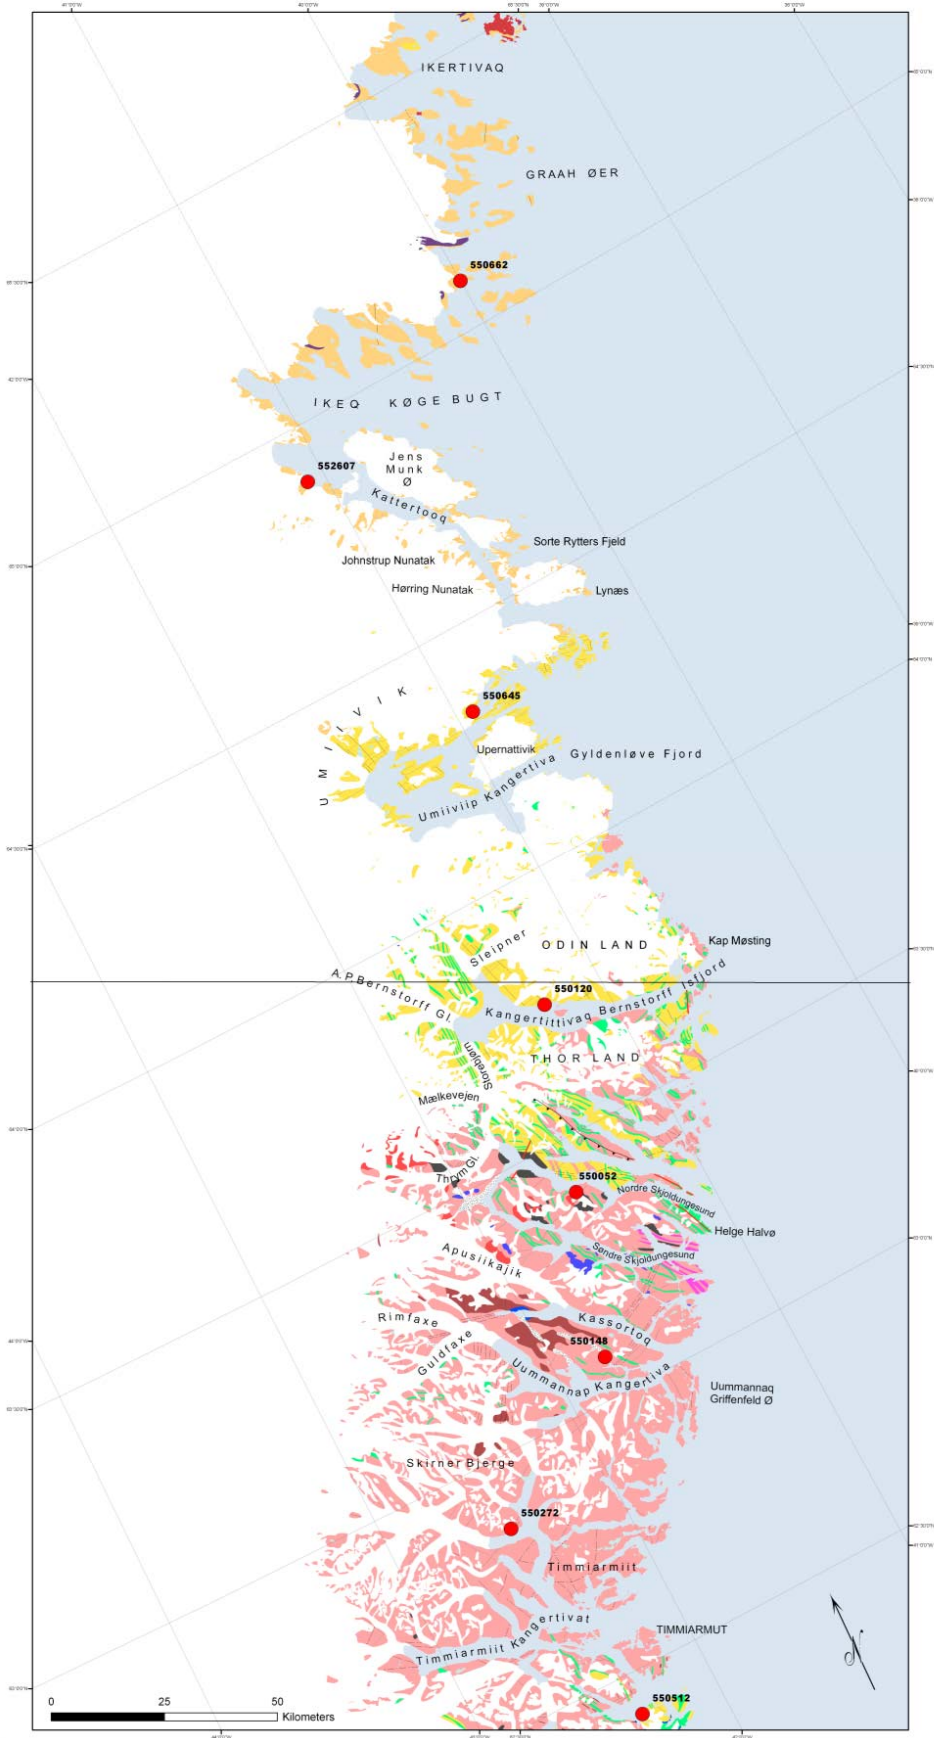 IKERTIVAQ
GRAAH ØER
550662
IKEQ KØGE BUGT
552607
Jens
Munk
Ø
Kattertooq
Sorte Rytters Fjeld
Johnstrup Nunatak
Hørring Nunatak
Lynæs
UMIIVIK
550645
Upernattivik
Gyldenløve Fjord
Umiiviip Kangertiva
Sleipner
ODIN LAND
Kap Møsting
A.P. Bernstorff Gl.
550120
Kangertittivaq Bernstorff Isfjord
Storebjørn
THOR LAND
Mælkevejen
Thrym Gl.
550052
Nordre Skjoldungesund
Helge Halvø
Søndre Skjoldungesund
Apusiikajik
Rimfaxe
Kassortoq
Guldfaxe
550148
Uummannap Kangertiva
Uummannaq
Griffenfeld Ø
Skirner Bjerge
550272
Timmiarmiit
Timmiarmiit Kangertivat
TIMMIARMUT
550512
N
0 25 50
Kilometers